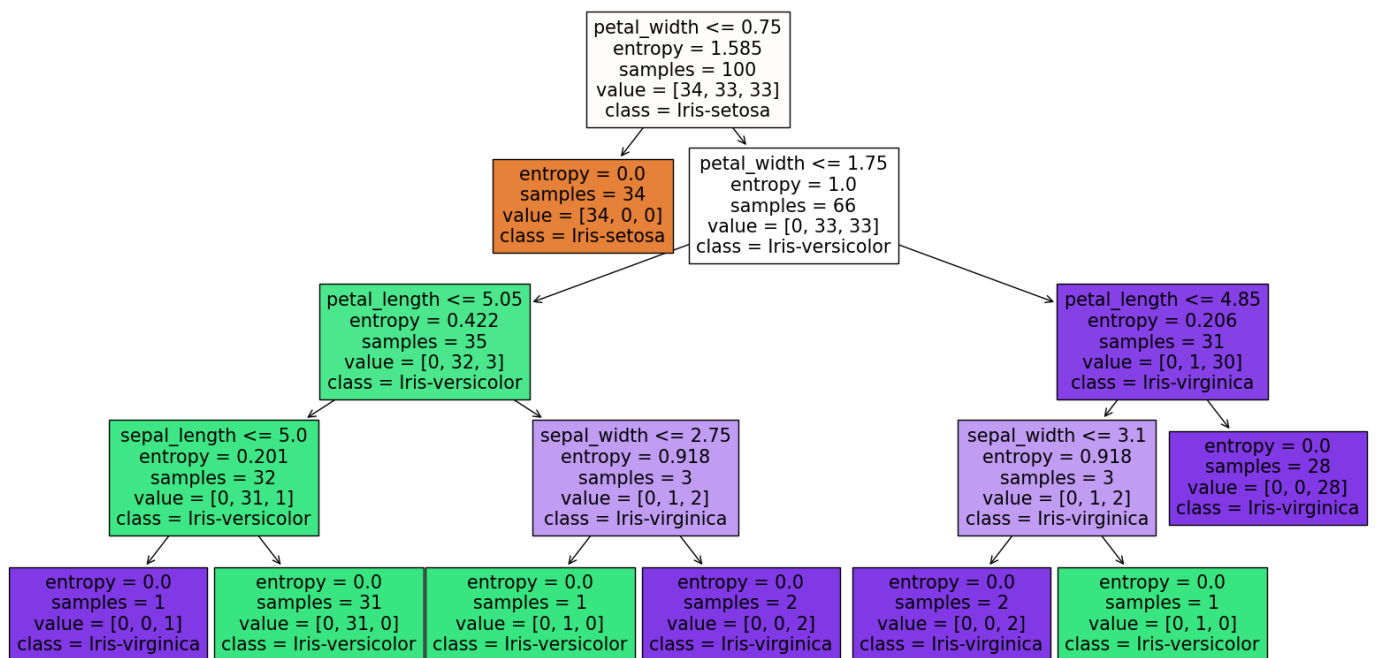 petal_width <= 0.75
entropy = 1.585
samples = 100
value = [34, 33, 33]
class = Iris-setosa
entropy = 0.0
samples = 34
value = [34, 0, 0]
class = Iris-setosa
petal_width <= 1.75
entropy = 1.0
samples = 66
value = [0, 33, 33]
class = Iris-versicolor
petal_length <= 5.05
entropy = 0.422
samples = 35
value = [0, 32, 3]
class = Iris-versicolor
petal_length <= 4.85
entropy = 0.206
samples = 31
value = [0, 1, 30]
class = Iris-virginica
sepal_length <= 5.0
entropy = 0.201
samples = 32
value = [0, 31, 1]
class = Iris-versicolor
sepal_width <= 2.75
entropy = 0.918
samples = 3
value = [0, 1, 2]
class = Iris-virginica
sepal_width <= 3.1
entropy = 0.918
samples = 3
value = [0, 1, 2]
class = Iris-virginica
entropy = 0.0
samples = 28
value = [0, 0, 28]
class = Iris-virginica
entropy = 0.0
samples = 1
value = [0, 0, 1]
class = Iris-virginica
entropy = 0.0
samples = 31
value = [0, 31, 0]
class = Iris-versicolor
entropy = 0.0
samples = 1
value = [0, 1, 0]
class = Iris-versicolor
entropy = 0.0
samples = 2
value = [0, 0, 2]
class = Iris-virginica
entropy = 0.0
samples = 2
value = [0, 0, 2]
class = Iris-virginica
entropy = 0.0
samples = 1
value = [0, 1, 0]
class = Iris-versicolor